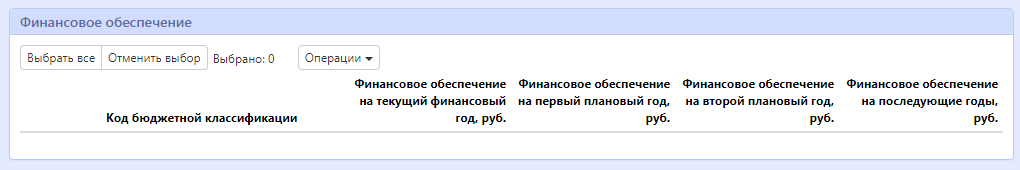 Финансовое обеспечение
Выбрать все Отменить выбор Выбрано: 0 Операции
Код бюджетной классификации
Финансовое обеспечение
на текущий финансовый
год, руб.
Финансовое обеспечение
на первый плановый год,
руб.
Финансовое обеспечение
на второй плановый год,
руб.
Финансовое обеспечение
на последующие годы,
руб.